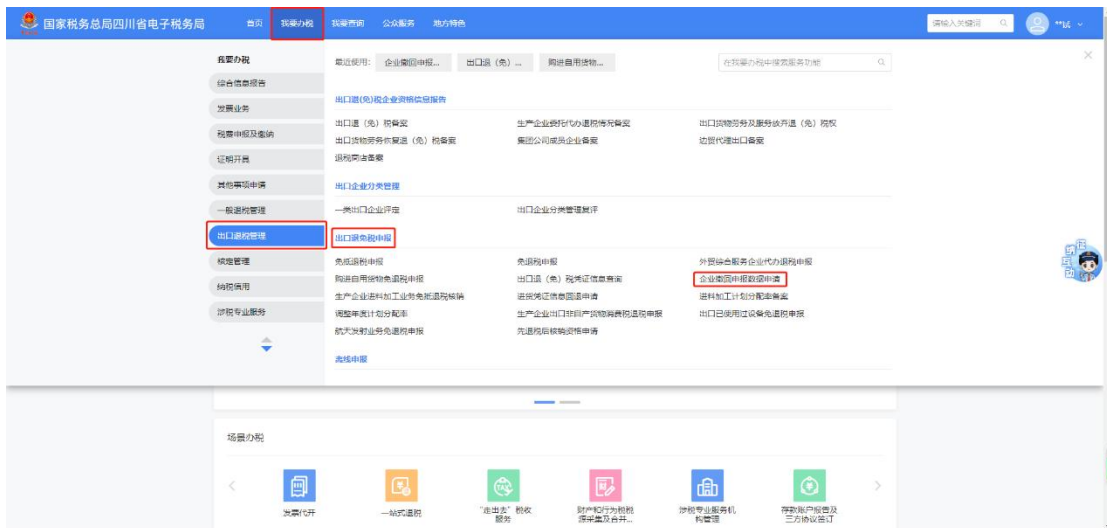 国家税务总局四川省电子税务局 首页 我要办税 我要查询 公众服务 地方特色 请输入关键词
我要办税
综合信息报告
发票业务
税费申报及缴纳
证明开具
其他事项申请
一般退税管理
出口退税管理
核定管理
纳税信用
涉税专业服务
最近使用: 企业撤回申报... 出口退（免）... 购进自用货物... 在我要办税中搜索服务功能
出口退(免)税企业资格信息报告
出口退（免）税备案 生产企业委托代办退税情况备案 出口货物劳务及服务放弃退（免）税权
出口货物劳务恢复退（免）税备案 集团公司成员企业备案 边贸代理出口备案
退税商店备案
出口企业分类管理
一类出口企业评定 出口企业分类管理复评
出口退免税申报
免抵退税申报 免退税申报 外贸综合服务企业代办退税申报
购进自用货物免退税申报 出口退（免）税凭证信息查询 企业撤回申报数据申请
生产企业进料加工业务免抵退税核销 进货凭证信息回退申请 进料加工计划分配率备案
调整年度计划分配率 生产企业出口非自产货物消费税退税申报 出口已使用过设备免退税申报
航天发射业务免退税申报 先退税后核销资格申请
离线申报
征纳互动
场景办税
发票代开 一站式退税 "走出去" 税收服务 财产和行为税税源采集及合并... 涉税专业服务机构管理 存款账户报告及三方协议签订